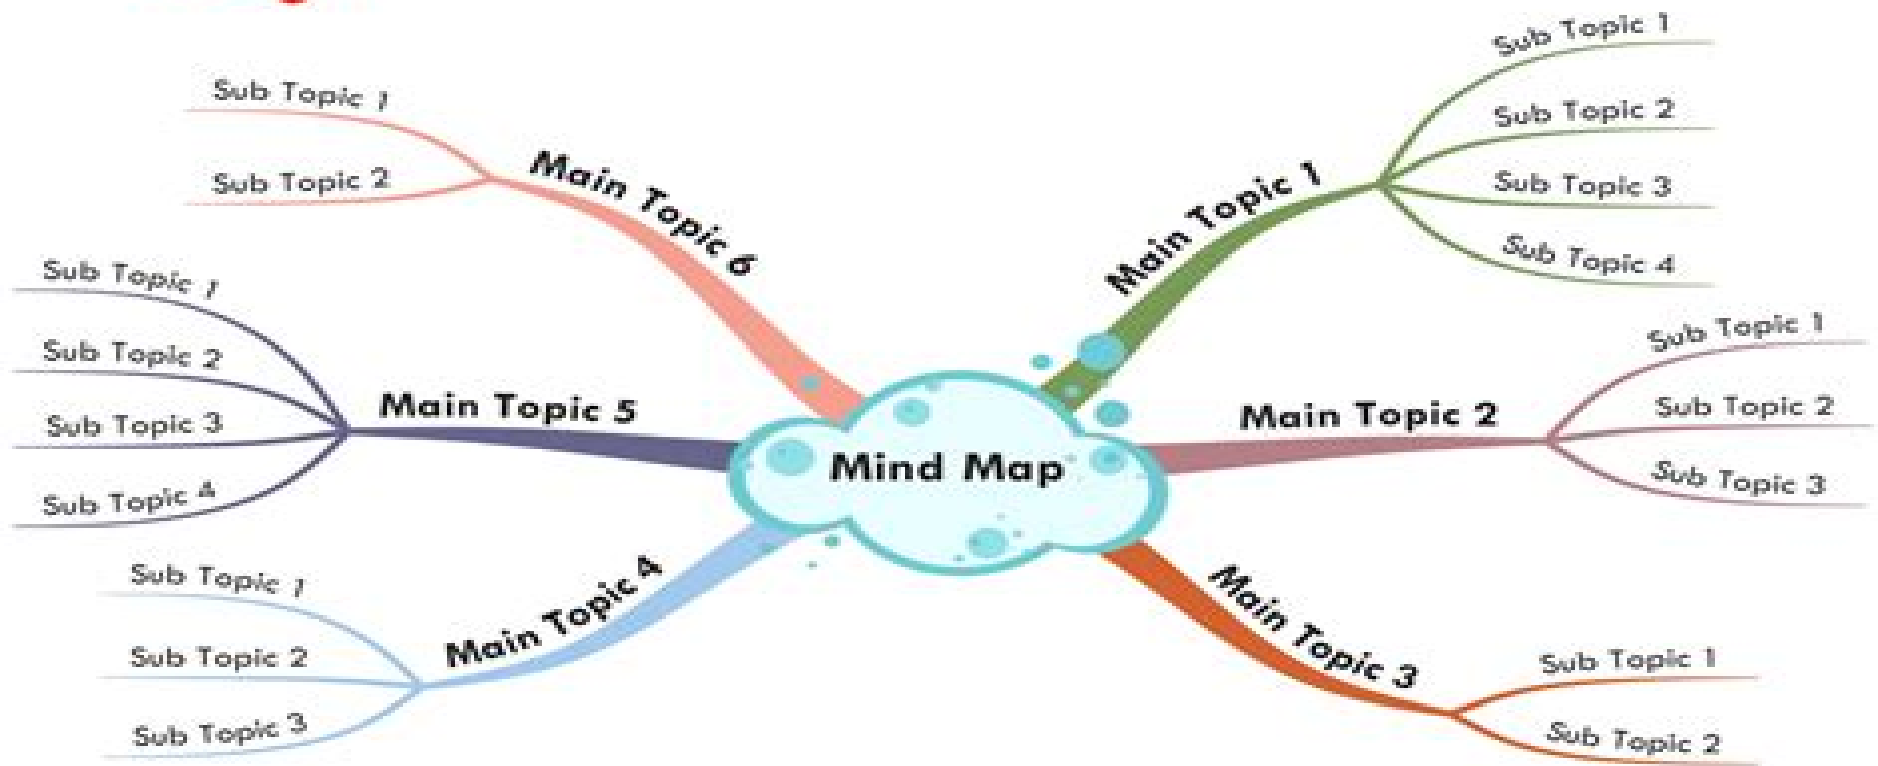 Mind Map
Main Topic 1
Sub Topic 1
Sub Topic 2
Sub Topic 3
Sub Topic 4
Main Topic 2
Sub Topic 1
Sub Topic 2
Sub Topic 3
Main Topic 3
Sub Topic 1
Sub Topic 2
Main Topic 4
Sub Topic 1
Sub Topic 2
Sub Topic 3
Main Topic 5
Sub Topic 1
Sub Topic 2
Sub Topic 3
Sub Topic 4
Main Topic 6
Sub Topic 1
Sub Topic 2